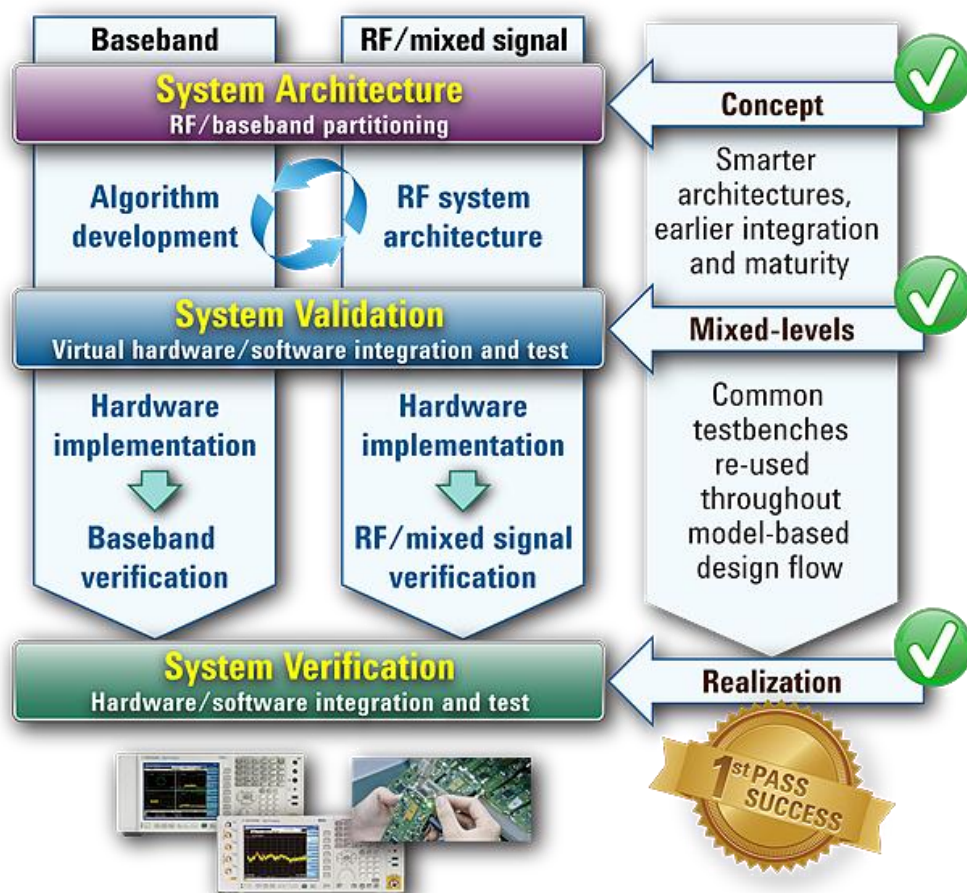 Baseband
RF/mixed signal
System Architecture
RF/baseband partitioning
Concept
Algorithm
development
RF system
architecture
Smarter
architectures,
earlier integration
and maturity
System Validation
Virtual hardware/software integration and test
Mixed-levels
Hardware
implementation
Hardware
implementation
Common
testbenches
re-used
throughout
model-based
design flow
Baseband
verification
RF/mixed signal
verification
System Verification
Hardware/software integration and test
Realization
1st PASS
SUCCESS